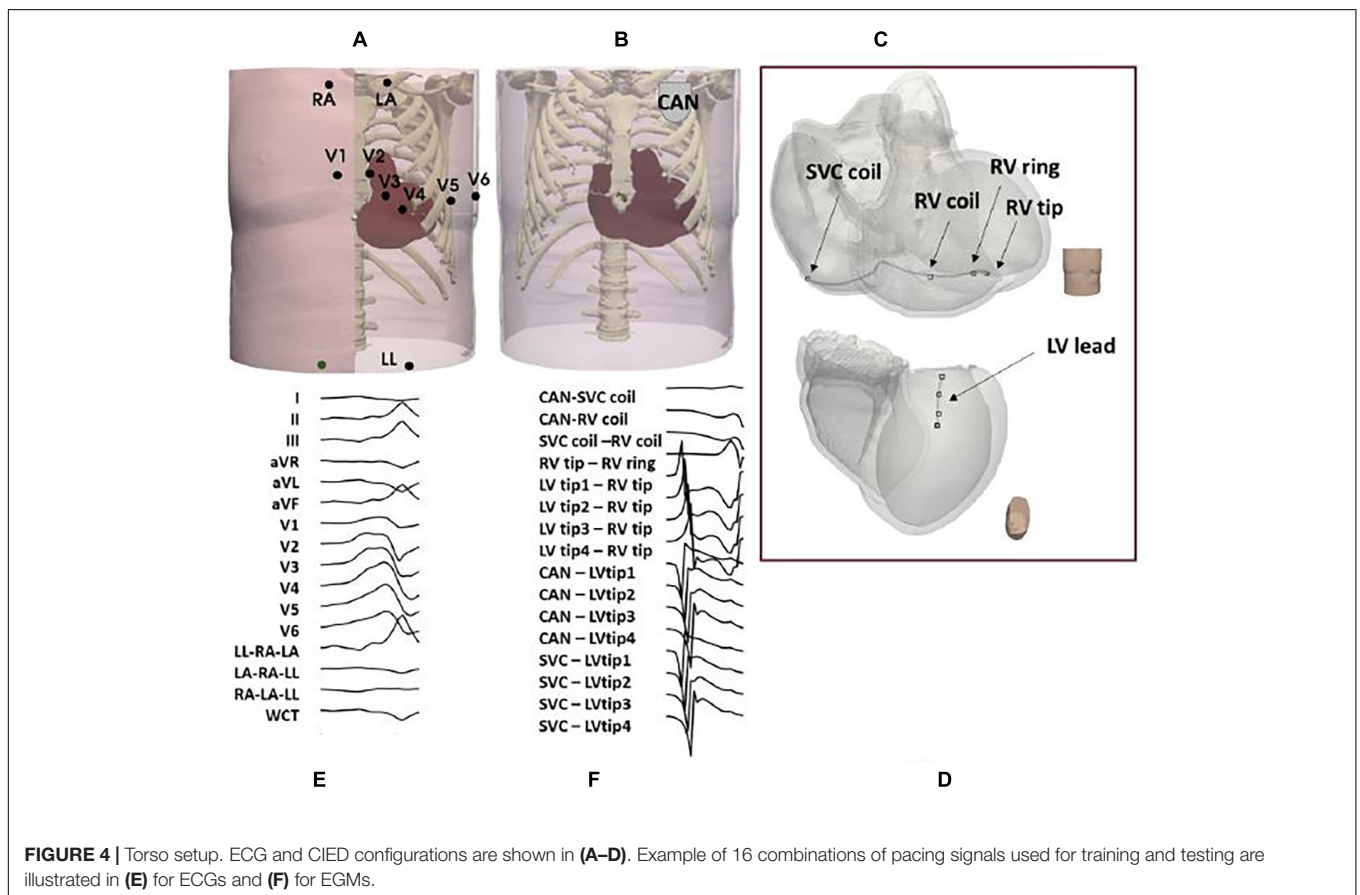 A
B
C
RA
LA
V1
V2
V3
V4
V5
V6
LL
CAN
SVC coil
RV coil
RV ring
RV tip
LV lead
I
II
III
aVR
aVL
aVF
V1
V2
V3
V4
V5
V6
LL-RA-LA
LA-RA-LL
RA-LA-LL
WCT
CAN-SVC coil
CAN-RV coil
SVC coil –RV coil
RV tip – RV ring
LV tip1 – RV tip
LV tip2 – RV tip
LV tip3 – RV tip
LV tip4 – RV tip
CAN – LVtip1
CAN – LVtip2
CAN – LVtip3
CAN – LVtip4
SVC – LVtip1
SVC – LVtip2
SVC – LVtip3
SVC – LVtip4
E
F
D
FIGURE 4 | Torso setup. ECG and CIED configurations are shown in (A–D). Example of 16 combinations of pacing signals used for training and testing are
illustrated in (E) for ECGs and (F) for EGMs.